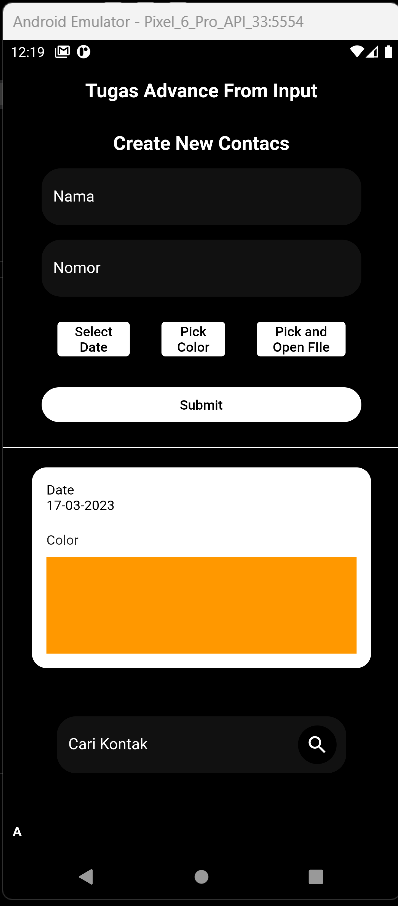 Android Emulator - Pixel_6_Pro_API_33:5554
12:19
Tugas Advance From Input
Create New Contacs
Nama
Nomor
Select
Date
Pick
Color
Pick and
Open FIle
Submit
Date
17-03-2023
Color
Cari Kontak
A